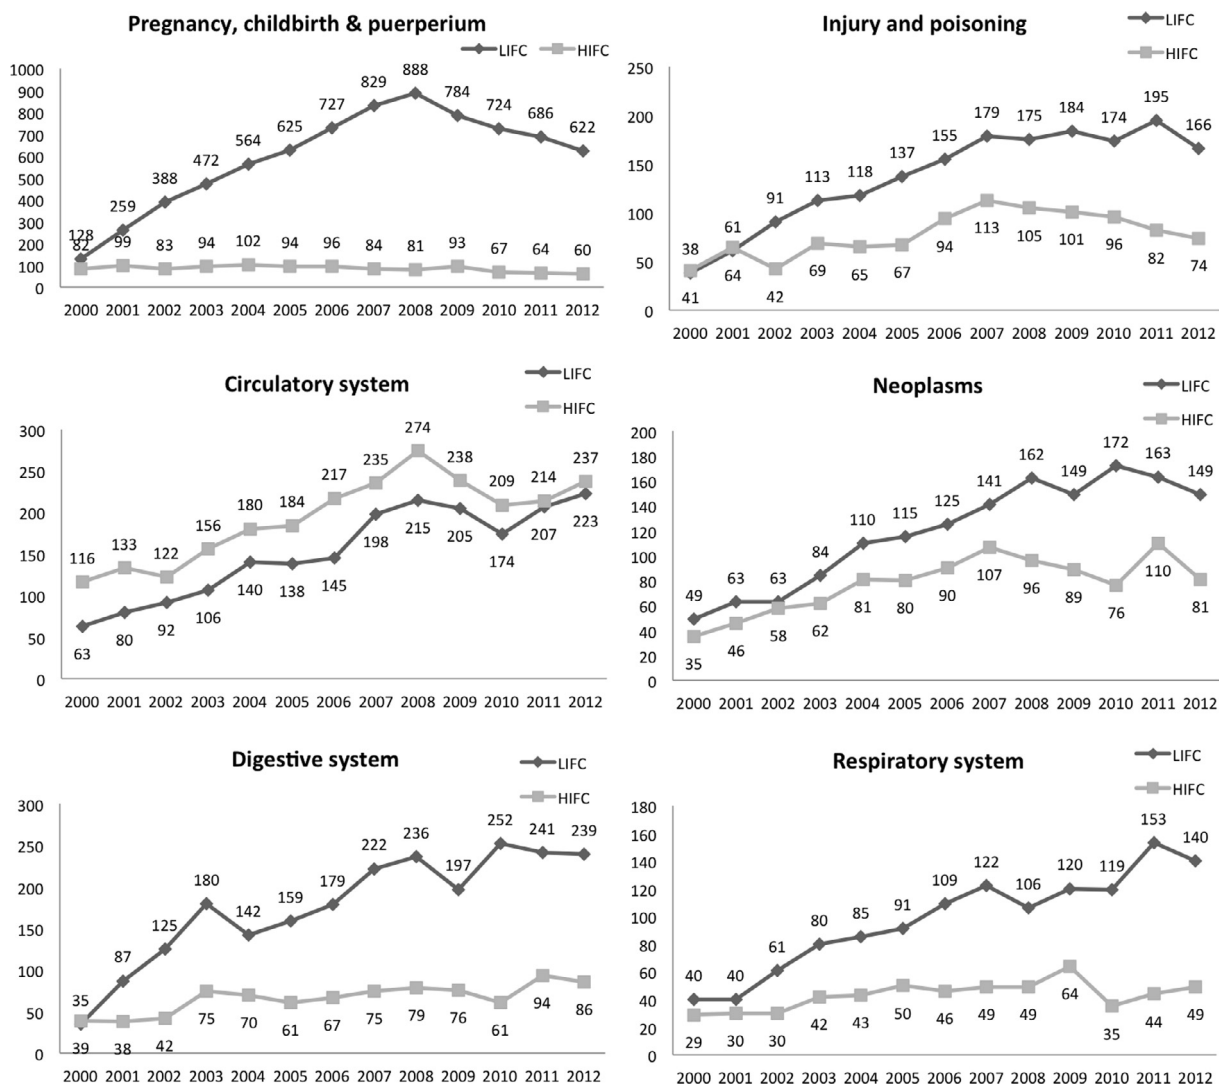 Pregnancy, childbirth & puerperium
LIFC HIFC
1000
900
800
700
600
500
400
300
200
100
0
128 259 388 472 564 625 727 829 888 784 724 686 622
82 99 83 94 102 94 96 84 81 93 67 64 60
2000 2001 2002 2003 2004 2005 2006 2007 2008 2009 2010 2011 2012
Injury and poisoning
LIFC
HIFC
250
200
150
100
50
0
38 61 91 113 118 137 155 179 175 184 174 195 166
41 64 42 69 65 67 94 113 105 101 96 82 74
2000 2001 2002 2003 2004 2005 2006 2007 2008 2009 2010 2011 2012
Circulatory system
LIFC
HIFC
300
250
200
150
100
50
0
116 133 122 156 180 184 217 235 274 238 209 214 237
63 80 92 106 140 138 145 198 215 205 174 207 223
2000 2001 2002 2003 2004 2005 2006 2007 2008 2009 2010 2011 2012
Neoplasms
LIFC
HIFC
200
180
160
140
120
100
80
60
40
20
0
49 63 63 84 110 115 125 141 162 149 172 163 149
35 46 58 62 81 80 90 107 96 89 76 110 81
2000 2001 2002 2003 2004 2005 2006 2007 2008 2009 2010 2011 2012
Digestive system
LIFC
HIFC
300
250
200
150
100
50
0
35 87 125 180 142 159 179 222 236 197 252 241 239
39 38 42 75 70 61 67 75 79 76 61 94 86
2000 2001 2002 2003 2004 2005 2006 2007 2008 2009 2010 2011 2012
Respiratory system
LIFC
HIFC
180
160
140
120
100
80
60
40
20
0
40 40 61 80 85 91 109 122 106 120 119 153 140
29 30 30 42 43 50 46 49 49 64 35 44 49
2000 2001 2002 2003 2004 2005 2006 2007 2008 2009 2010 2011 2012